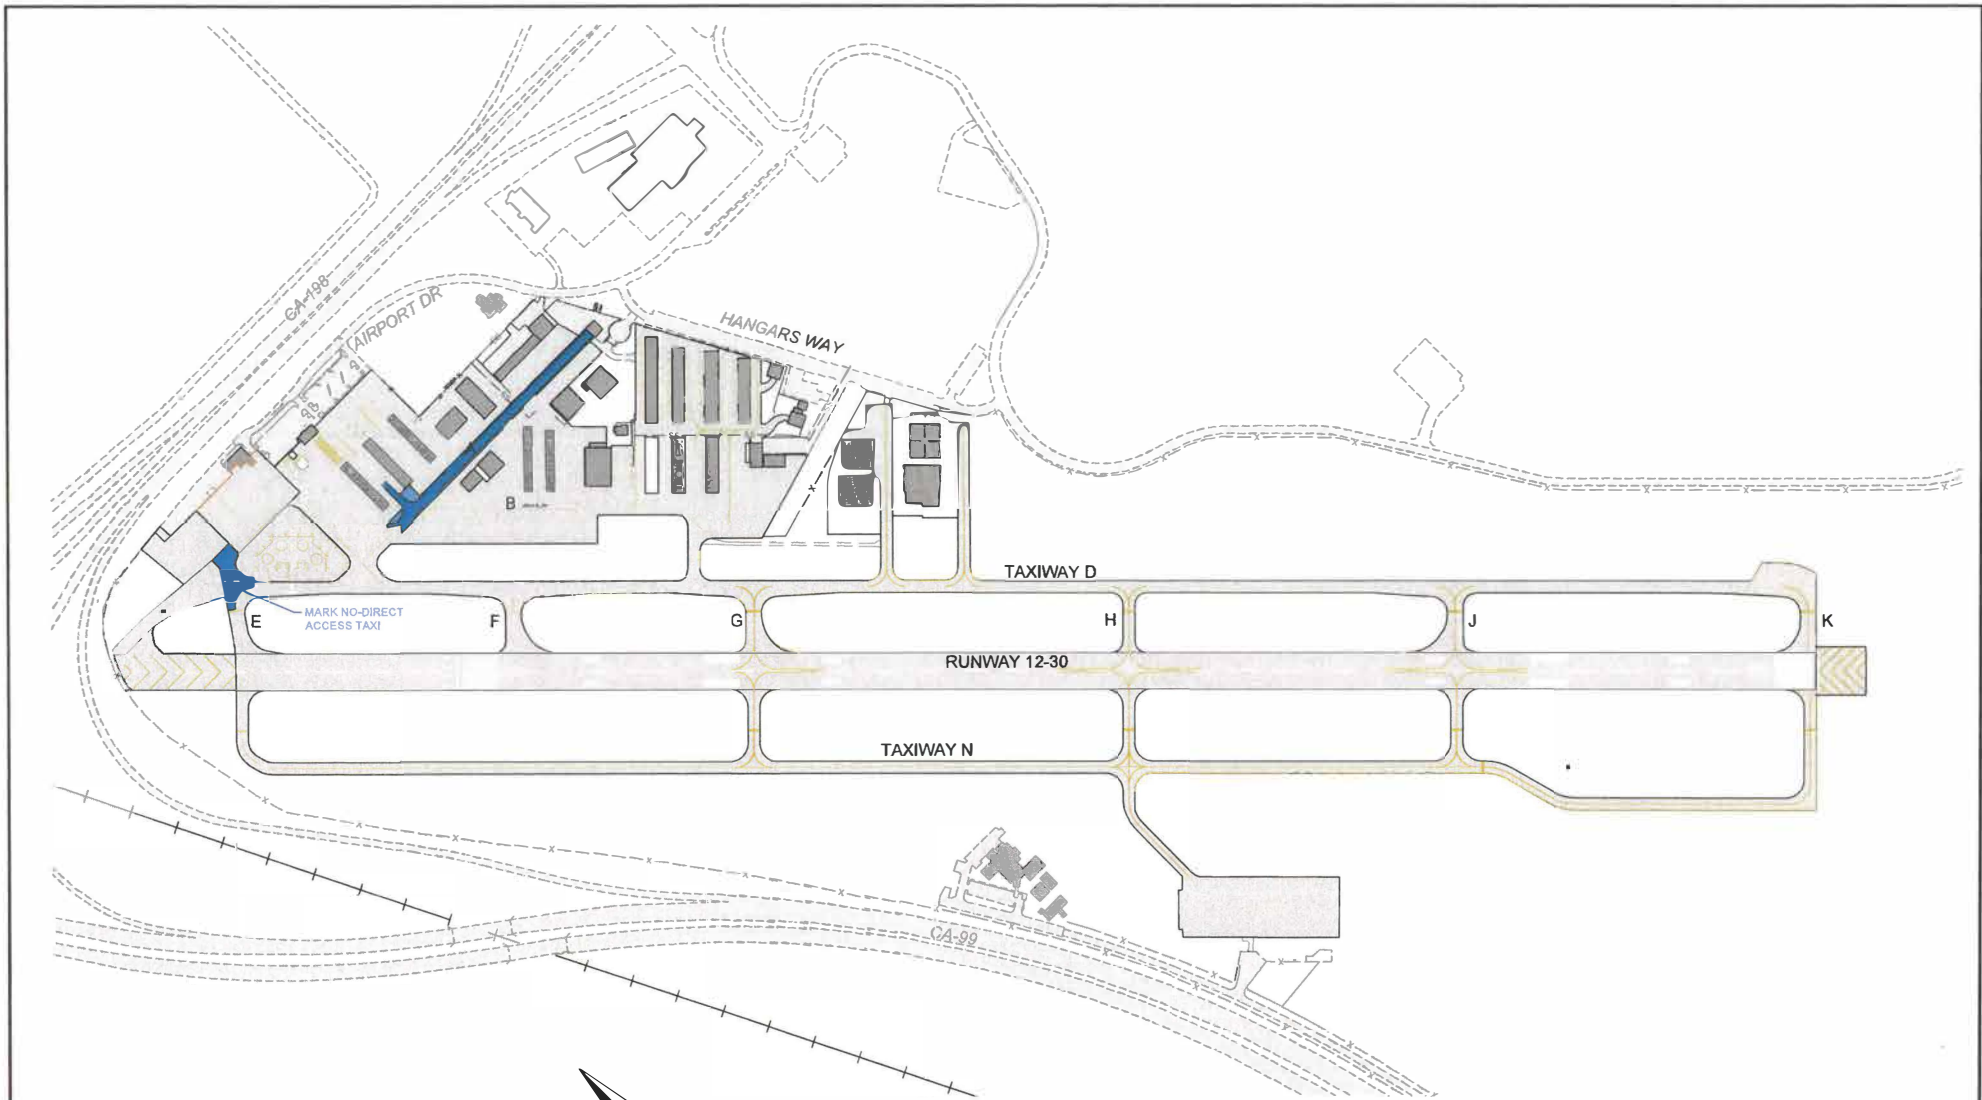 CA-198
AIRPORT DR
HANGARS WAY
B
TAXIWAY D
MARK NO-DIRECT
ACCESS TAXI
E
F
G
H
J
K
RUNWAY 12-30
TAXIWAY N
CA-99